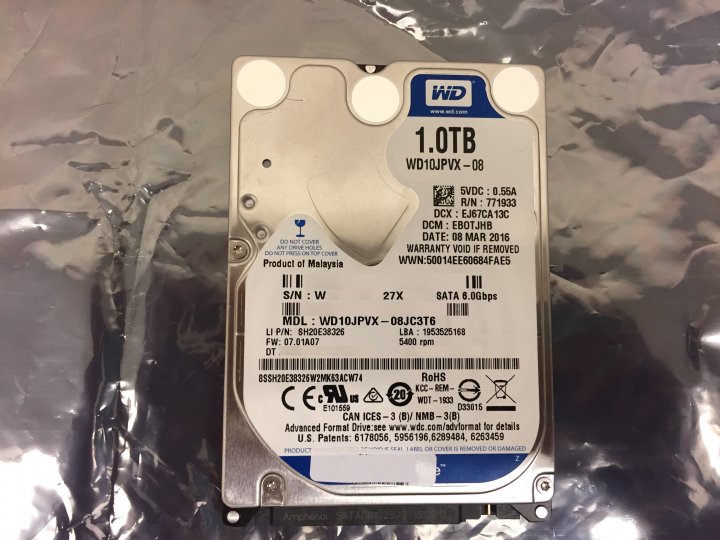 WD
www.wd.com
1.0TB
WD10JPVX-08
5VDC : 0.55A
R/N : 771933
DCX : EJ67CA13C
DCM : EBOTJHB
DATE: 08 MAR 2016
WARRANTY VOID IF REMOVED
WWN:50014EE60684FAE5
DO NOT COVER
ANY DRIVE HOLES
DO NOT PRESS ON TOP COVER
Product of Malaysia
S/N : W 27X SATA 6.0Gbps
MDL : WD10JPVX-08JC3T6
LI P/N: SH20E38326 LBA : 1953525168
FW: 07.01A07 5400 rpm
DT
8SSH20E38326W2MK63ACW74
RoHS
KCC-REM-
WDT-1933
E101559
20
D33015
CAN ICES-3 (B)/ NMB-3(B)
Advanced Format Drive:see www.wdc.com/advformat for details
U.S. Patents: 6178056, 5956196,6289484, 6263459
PRODUCT SEAL, LABEL OR COVER IS REMOVED OR DAMAGED
Amphenol